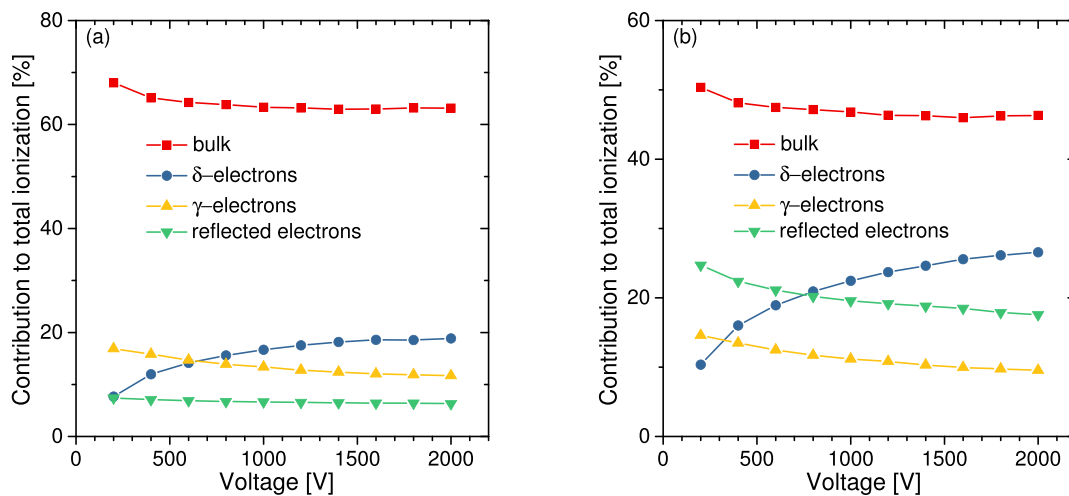 (a)
Contribution to total ionization [%]
80
60
40
20
0
bulk
δ–electrons
γ–electrons
reflected electrons
0 500 1000 1500 2000
Voltage [V]
(b)
Contribution to total ionization [%]
60
40
20
0
bulk
δ–electrons
γ–electrons
reflected electrons
0 500 1000 1500 2000
Voltage [V]